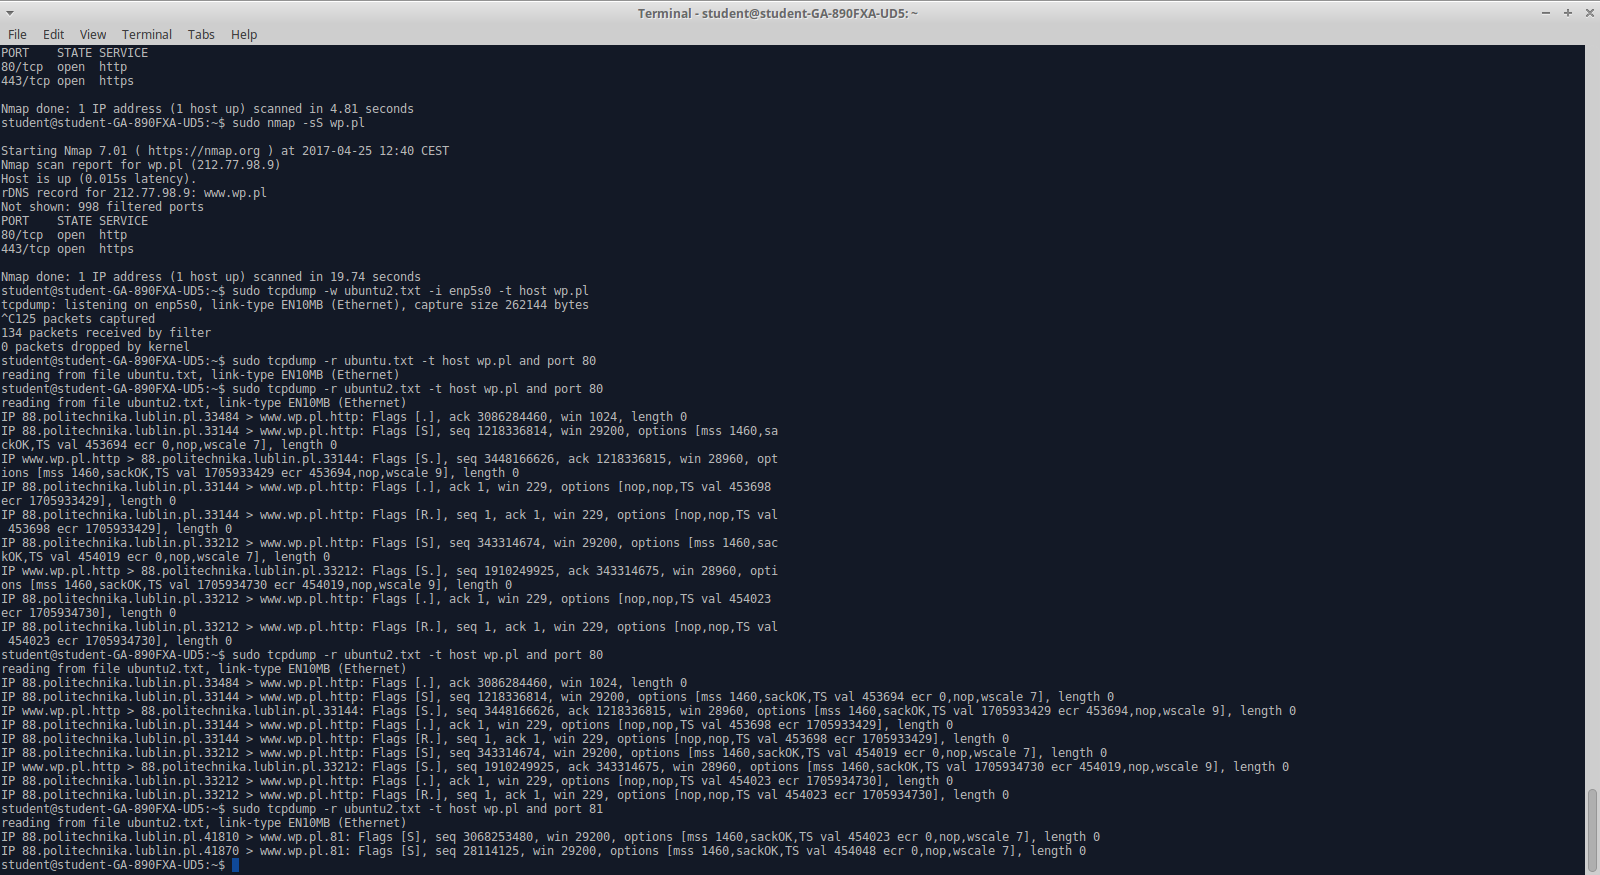 Terminal - student@student-GA-890FXA-UD5: ~
File Edit View Terminal Tabs Help
PORT    STATE SERVICE
80/tcp  open  http
443/tcp open  https
Nmap done: 1 IP address (1 host up) scanned in 4.81 seconds
student@student-GA-890FXA-UD5:~$ sudo nmap -sS wp.pl
Starting Nmap 7.01 ( https://nmap.org ) at 2017-04-25 12:40 CEST
Nmap scan report for wp.pl (212.77.98.9)
Host is up (0.015s latency).
rDNS record for 212.77.98.9: www.wp.pl
Not shown: 998 filtered ports
PORT    STATE SERVICE
80/tcp  open  http
443/tcp open  https
Nmap done: 1 IP address (1 host up) scanned in 19.74 seconds
student@student-GA-890FXA-UD5:~$ sudo tcpdump -w ubuntu2.txt -i enp5s0 -t host wp.pl
tcpdump: listening on enp5s0, link-type EN10MB (Ethernet), capture size 262144 bytes
^C125 packets captured
134 packets received by filter
0 packets dropped by kernel
student@student-GA-890FXA-UD5:~$ sudo tcpdump -r ubuntu.txt -t host wp.pl and port 80
reading from file ubuntu.txt, link-type EN10MB (Ethernet)
student@student-GA-890FXA-UD5:~$ sudo tcpdump -r ubuntu2.txt -t host wp.pl and port 80
reading from file ubuntu2.txt, link-type EN10MB (Ethernet)
IP 88.politechnika.lublin.pl.33484 > www.wp.pl.http: Flags [.], ack 3086284460, win 1024, length 0
IP 88.politechnika.lublin.pl.33144 > www.wp.pl.http: Flags [S], seq 1218336814, win 29200, options [mss 1460,sa
ckOK,TS val 453694 ecr 0,nop,wscale 7], length 0
IP www.wp.pl.http > 88.politechnika.lublin.pl.33144: Flags [S.], seq 3448166626, ack 1218336815, win 28960, opt
ions [mss 1460,sackOK,TS val 1705933429 ecr 453694,nop,wscale 9], length 0
IP 88.politechnika.lublin.pl.33144 > www.wp.pl.http: Flags [.], ack 1, win 229, options [nop,nop,TS val 453698
ecr 1705933429], length 0
IP 88.politechnika.lublin.pl.33144 > www.wp.pl.http: Flags [R.], seq 1, ack 1, win 229, options [nop,nop,TS val
 453698 ecr 1705933429], length 0
IP 88.politechnika.lublin.pl.33212 > www.wp.pl.http: Flags [S], seq 343314674, win 29200, options [mss 1460,sac
kOK,TS val 454019 ecr 0,nop,wscale 7], length 0
IP www.wp.pl.http > 88.politechnika.lublin.pl.33212: Flags [S.], seq 1910249925, ack 343314675, win 28960, opti
ons [mss 1460,sackOK,TS val 1705934730 ecr 454019,nop,wscale 9], length 0
IP 88.politechnika.lublin.pl.33212 > www.wp.pl.http: Flags [.], ack 1, win 229, options [nop,nop,TS val 454023
ecr 1705934730], length 0
IP 88.politechnika.lublin.pl.33212 > www.wp.pl.http: Flags [R.], seq 1, ack 1, win 229, options [nop,nop,TS val
 454023 ecr 1705934730], length 0
student@student-GA-890FXA-UD5:~$ sudo tcpdump -r ubuntu2.txt -t host wp.pl and port 80
reading from file ubuntu2.txt, link-type EN10MB (Ethernet)
IP 88.politechnika.lublin.pl.33484 > www.wp.pl.http: Flags [.], ack 3086284460, win 1024, length 0
IP 88.politechnika.lublin.pl.33144 > www.wp.pl.http: Flags [S], seq 1218336814, win 29200, options [mss 1460,sackOK,TS val 453694 ecr 0,nop,wscale 7], length 0
IP www.wp.pl.http > 88.politechnika.lublin.pl.33144: Flags [S.], seq 3448166626, ack 1218336815, win 28960, options [mss 1460,sackOK,TS val 1705933429 ecr 453694,nop,wscale 9], length 0
IP 88.politechnika.lublin.pl.33144 > www.wp.pl.http: Flags [.], ack 1, win 229, options [nop,nop,TS val 453698 ecr 1705933429], length 0
IP 88.politechnika.lublin.pl.33144 > www.wp.pl.http: Flags [R.], seq 1, ack 1, win 229, options [nop,nop,TS val 453698 ecr 1705933429], length 0
IP 88.politechnika.lublin.pl.33212 > www.wp.pl.http: Flags [S], seq 343314674, win 29200, options [mss 1460,sackOK,TS val 454019 ecr 0,nop,wscale 7], length 0
IP www.wp.pl.http > 88.politechnika.lublin.pl.33212: Flags [S.], seq 1910249925, ack 343314675, win 28960, options [mss 1460,sackOK,TS val 1705934730 ecr 454019,nop,wscale 9], length 0
IP 88.politechnika.lublin.pl.33212 > www.wp.pl.http: Flags [.], ack 1, win 229, options [nop,nop,TS val 454023 ecr 1705934730], length 0
IP 88.politechnika.lublin.pl.33212 > www.wp.pl.http: Flags [R.], seq 1, ack 1, win 229, options [nop,nop,TS val 454023 ecr 1705934730], length 0
student@student-GA-890FXA-UD5:~$ sudo tcpdump -r ubuntu2.txt -t host wp.pl and port 81
reading from file ubuntu2.txt, link-type EN10MB (Ethernet)
IP 88.politechnika.lublin.pl.41810 > www.wp.pl.81: Flags [S], seq 3068253480, win 29200, options [mss 1460,sackOK,TS val 454023 ecr 0,nop,wscale 7], length 0
IP 88.politechnika.lublin.pl.41870 > www.wp.pl.81: Flags [S], seq 28114125, win 29200, options [mss 1460,sackOK,TS val 454048 ecr 0,nop,wscale 7], length 0
student@student-GA-890FXA-UD5:~$